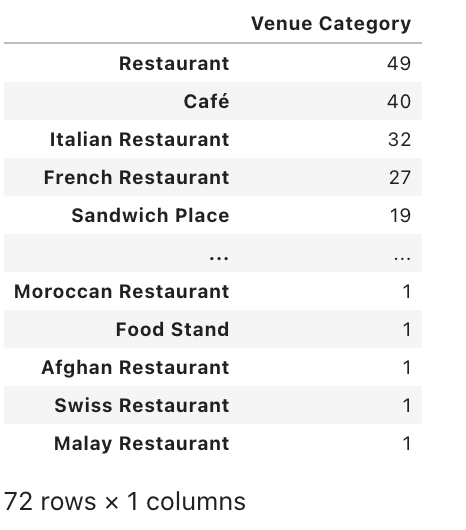 Venue Category
Restaurant 49
Café 40
Italian Restaurant 32
French Restaurant 27
Sandwich Place 19
... ...
Moroccan Restaurant 1
Food Stand 1
Afghan Restaurant 1
Swiss Restaurant 1
Malay Restaurant 1
72 rows × 1 columns